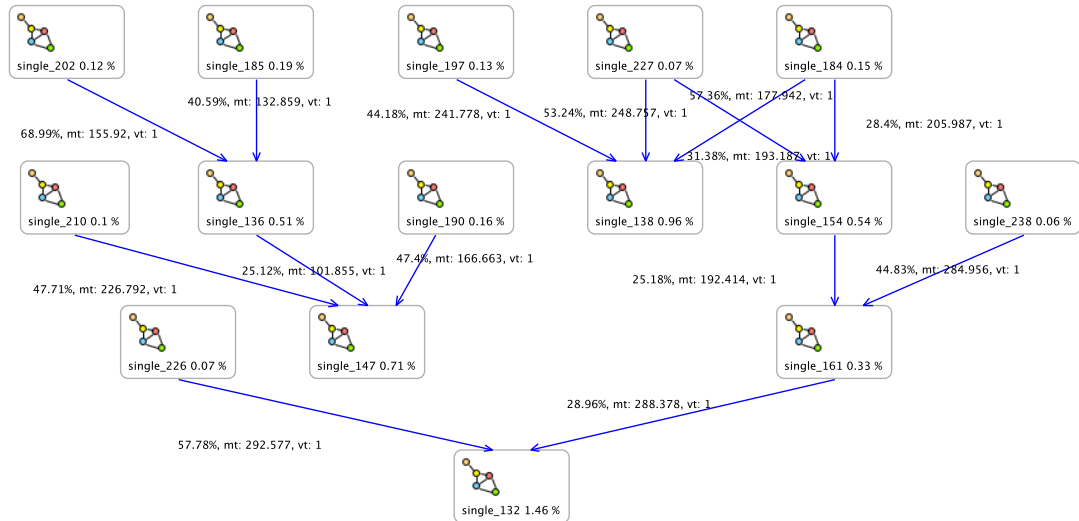 single_202 0.12 %
single_185 0.19 %
single_197 0.13 %
single_227 0.07 %
single_184 0.15 %
57.36%, mt: 177.942, vt: 1
40.59%, mt: 132.859, vt: 1
44.18%, mt: 241.778, vt: 1
53.24%, mt: 248.757, vt: 1
28.4%, mt: 205.987, vt: 1
68.99%, mt: 155.92, vt: 1
31.38%, mt: 193.187, vt: 1
single_210 0.1 %
single_136 0.51 %
single_190 0.16 %
single_138 0.96 %
single_154 0.54 %
single_238 0.06 %
47.4%, mt: 166.663, vt: 1
25.12%, mt: 101.855, vt: 1
44.83%, mt: 284.956, vt: 1
25.18%, mt: 192.414, vt: 1
47.71%, mt: 226.792, vt: 1
single_226 0.07 %
single_147 0.71 %
single_161 0.33 %
28.96%, mt: 288.378, vt: 1
57.78%, mt: 292.577, vt: 1
single_132 1.46 %